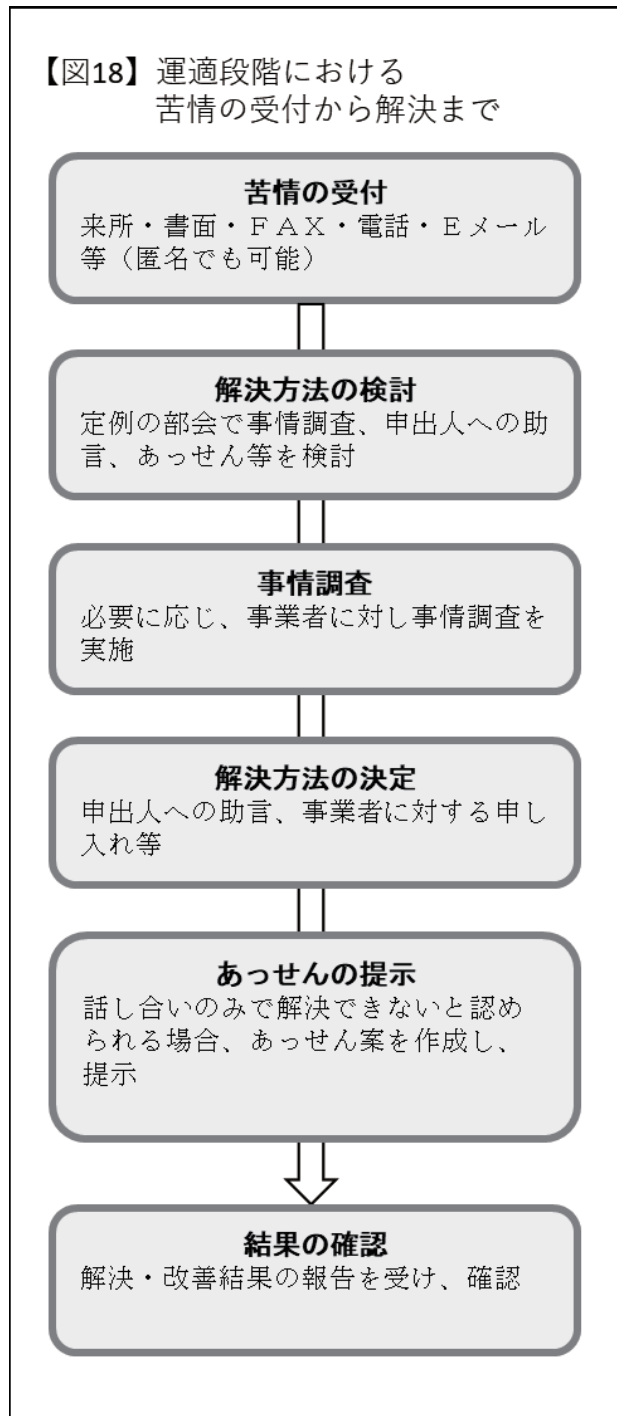 【図18】運適段階における
苦情の受付から解決まで
苦情の受付
来所・書面・ＦＡＸ・電話・Ｅメール
等（匿名でも可能）
解決方法の検討
定例の部会で事情調査、申出人への助
言、あっせん等を検討
事情調査
必要に応じ、事業者に対し事情調査を
実施
解決方法の決定
申出人への助言、事業者に対する申し
入れ等
あっせんの提示
話し合いのみで解決できないと認め
られる場合、あっせん案を作成し、
提示
結果の確認
解決・改善結果の報告を受け、確認